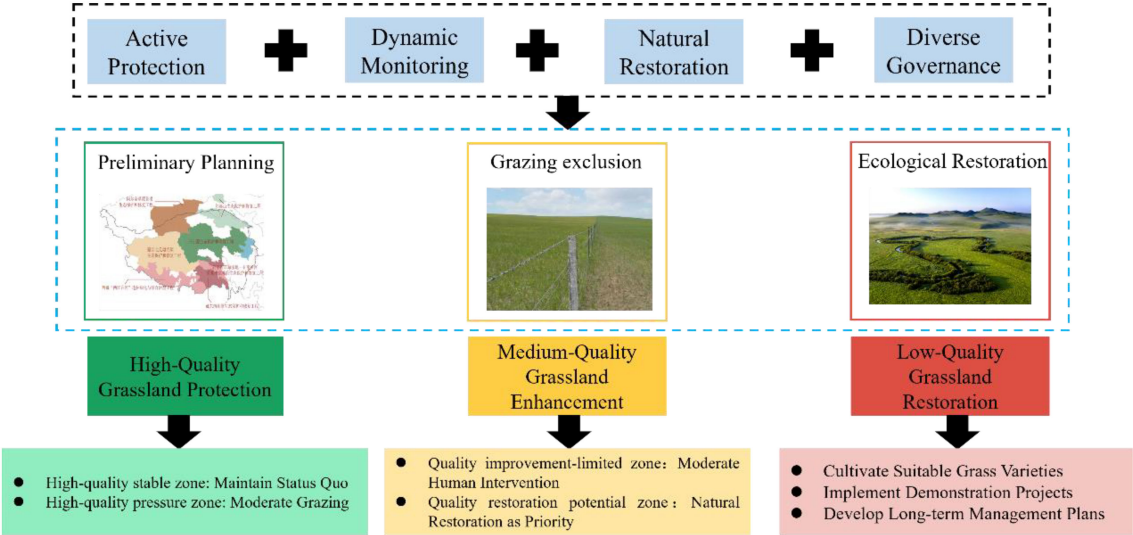 Active
Protection
Dynamic
Monitoring
Natural
Restoration
Diverse
Governance
Preliminary Planning
Grazing exclusion
Ecological Restoration
High-Quality
Grassland Protection
Medium-Quality
Grassland
Enhancement
Low-Quality
Grassland
Restoration
● High-quality stable zone: Maintain Status Quo
● High-quality pressure zone: Moderate Grazing
● Quality improvement-limited zone：Moderate
Human Intervention
● Quality restoration potential zone：Natural
Restoration as Priority
● Cultivate Suitable Grass Varieties
● Implement Demonstration Projects
● Develop Long-term Management Plans